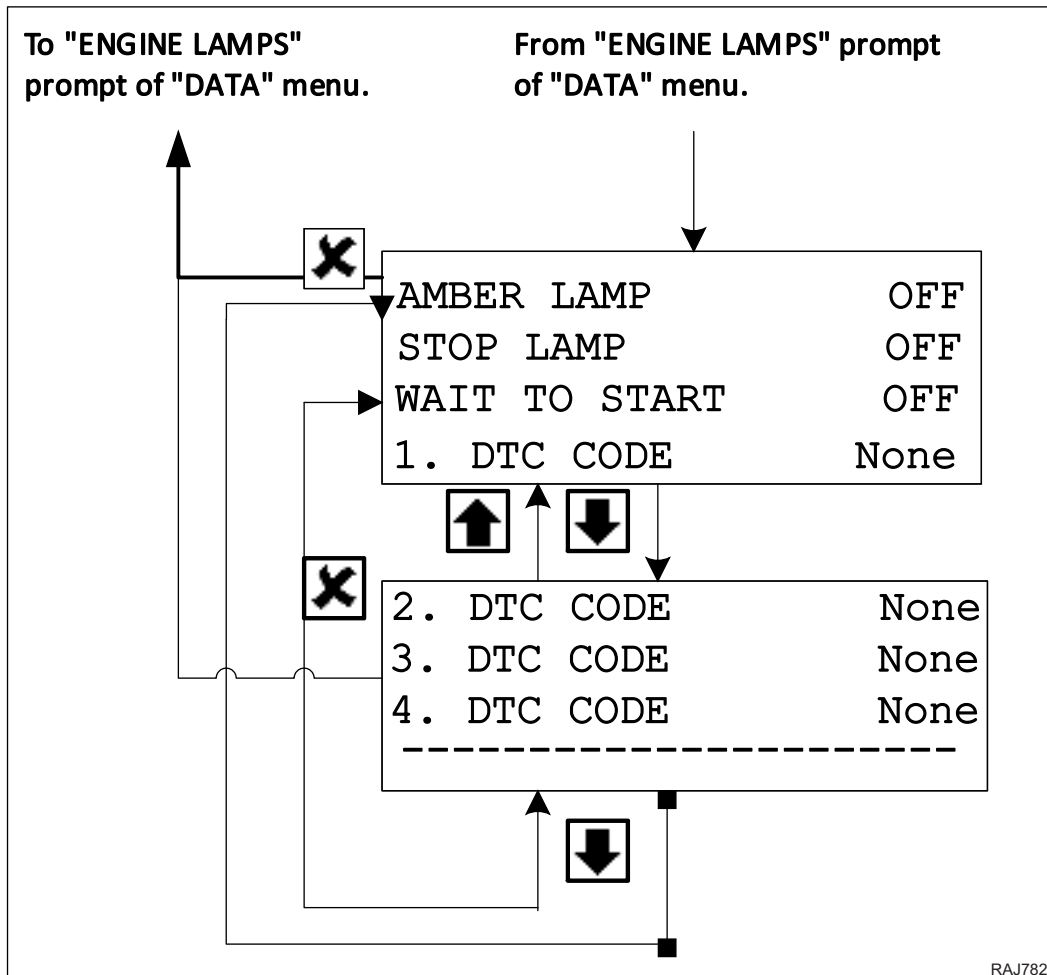 To "ENGINE LAMPS"
prompt of "DATA" menu.
From "ENGINE LAMPS" prompt
of "DATA" menu.
AMBER LAMP OFF
STOP LAMP OFF
WAIT TO START OFF
1. DTC CODE None
2. DTC CODE None
3. DTC CODE None
4. DTC CODE None
----------------------
RAJ782